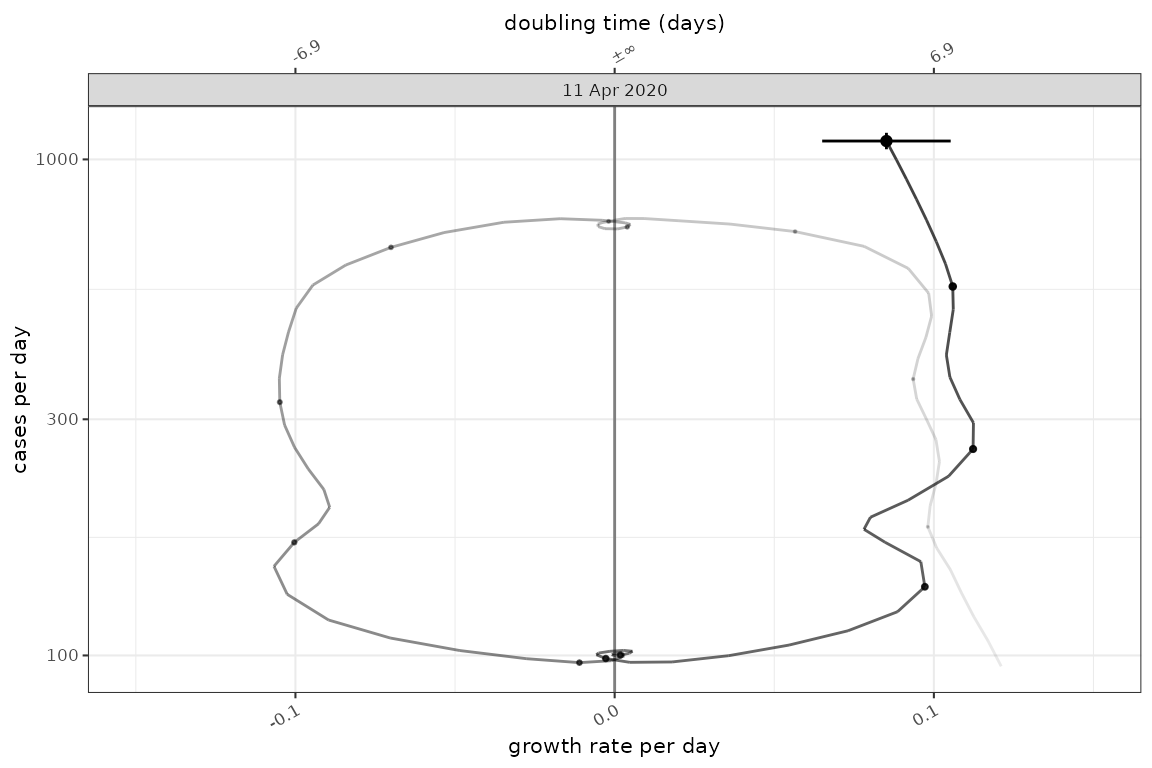 doubling time (days)
-6.9
±∞
6.9
11 Apr 2020
1000
300
100
cases per day
-0.1
0.0
0.1
growth rate per day